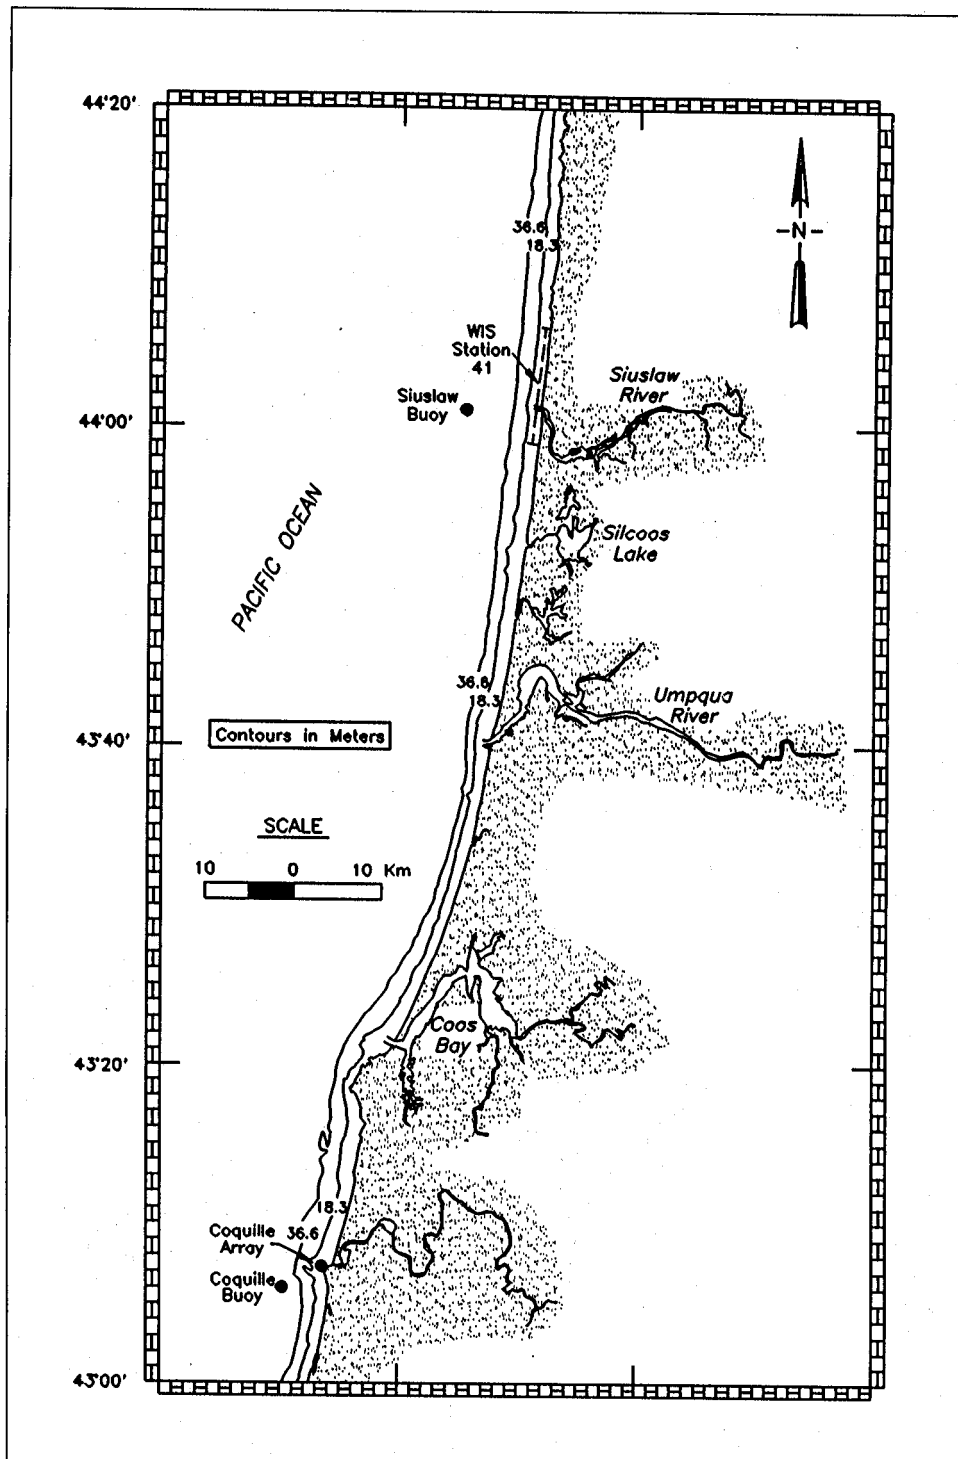 44°20'
-N-
36.6
18.3
WIS
Station
41
Siuslaw
River
Siuslaw
Buoy
44°00'
PACIFIC OCEAN
Silcoos
Lake
36.6
18.3
Umpqua
River
Contours in Meters
43°40'
SCALE
10 0 10 Km
Coos
Bay
43°20'
18.3
36.6
Coquille
Array
Coquille
Buoy
43°00'